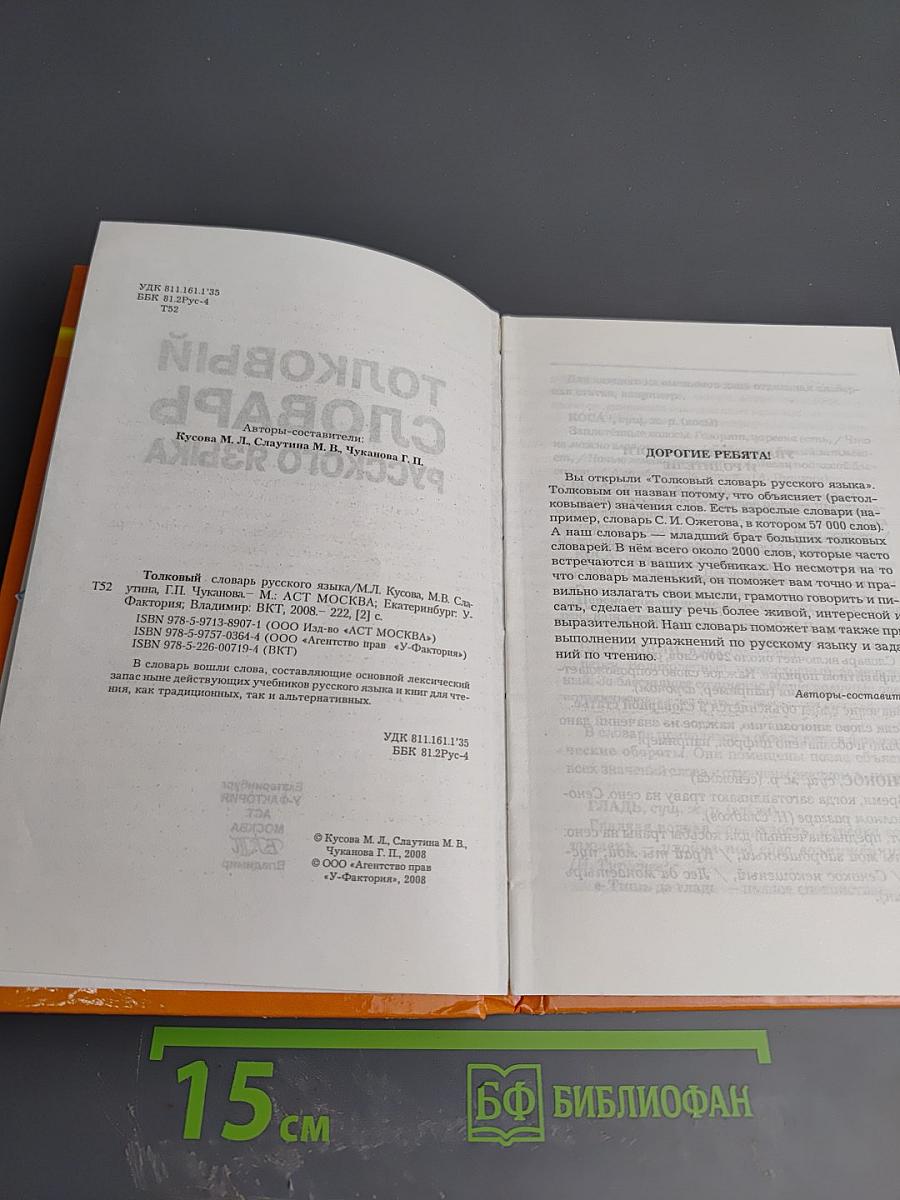 УДК 811.161.1'35
ББК 81.2Рус-4
Т52
ТОЛКОВЫЙ
СЛОВАРЬ
РУССКОГО ЯЗЫКА
Авторы-составители:
Кусова М. Л., Слаутина М. В., Чуканова Г. П.
Толковый словарь русского языка/М.Л. Кусова, М.В. Сла-
Т52 утина, Г.П. Чуканова.– М.: АСТ МОСКВА; Екатеринбург: У-
Фактория; Владимир: ВКТ, 2008.– 222, [2] с.
ISBN 978-5-9713-8907-1 (ООО Изд-во «АСТ МОСКВА»)
ISBN 978-5-9757-0364-4 (ООО «Агентство прав «У-Фактория»)
ISBN 978-5-226-00719-4 (ВКТ)
В словарь вошли слова, составляющие основной лексический
запас ныне действующих учебников русского языка и книг для чте-
ния, как традиционных, так и альтернативных.
УДК 811.161.1'35
ББК 81.2Рус-4
Екатеринбург
У-ФАКТОРИЯ
АСТ
МОСКВА
ВКТ
Владимир
© Кусова М. Л., Слаутина М. В.,
Чуканова Г. П., 2008
© ООО «Агентство прав
«У-Фактория», 2008
ДОРОГИЕ РЕБЯТА!
Вы открыли «Толковый словарь русского языка».
Толковым он назван потому, что объясняет (растол-
ковывает) значения слов. Есть взрослые словари (на-
пример, словарь С. И. Ожегова, в котором 57 000 слов).
А наш словарь — младший брат больших толковых
словарей. В нём всего около 2000 слов, которые часто
встречаются в ваших учебниках. Но несмотря на то
что словарь маленький, он поможет вам точно и пра-
вильно излагать свои мысли, грамотно говорить и пи-
сать, сделает вашу речь более живой, интересной и
выразительной. Наш словарь поможет вам также при
выполнении упражнений по русскому языку и зада
ний по чтению.
Авторы-составит
15 см
БФ БИБЛИОФАН